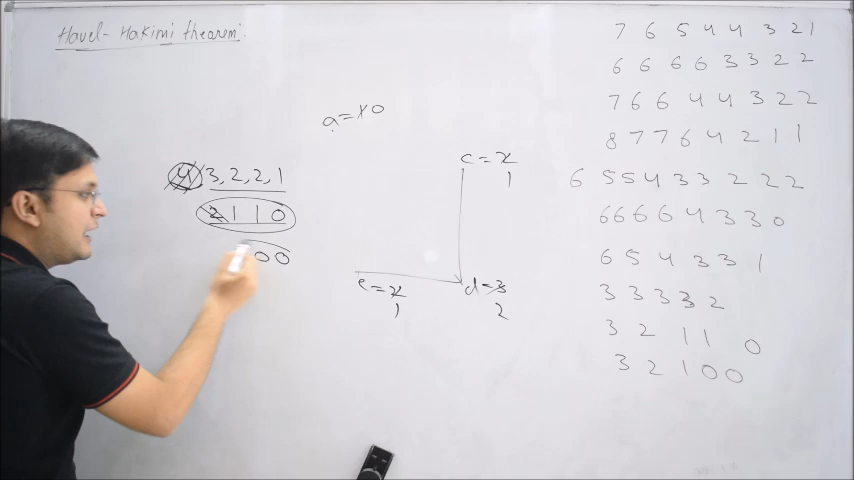 Havel-Hakimi theorem.
4 3, 2, 2, 1
2 1 1 0
0 0
a=1 0
c=2
1
e=2
1
d=3
2
7 6 5 4 4 3 2 1
6 6 6 6 3 3 2 2
7 6 6 4 4 3 2 2
8 7 7 6 4 2 1 1
6 5 5 4 3 3 2 2 2
6 6 6 6 4 3 3 0
6 5 4 3 3 1
3 3 3 3 2
3 2 1 1 0
3 2 1 0 0